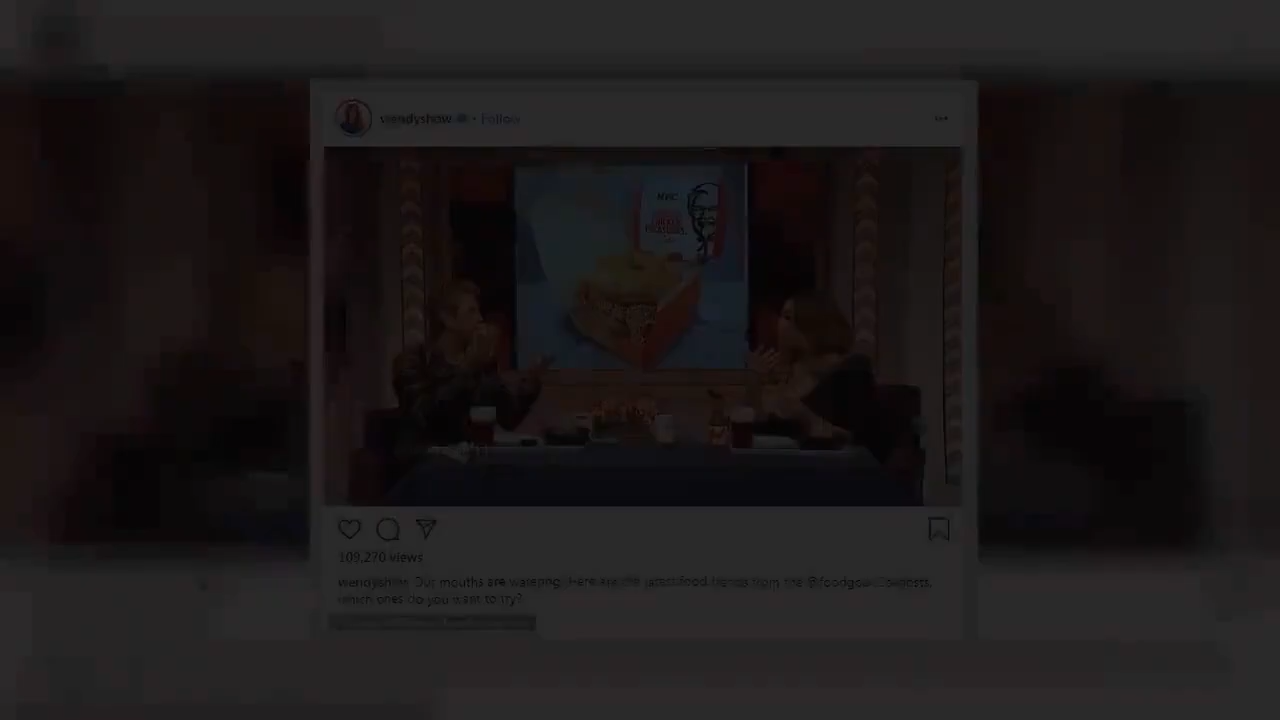 wendyshow • Follow
KFC
109,270 views
wendyshow Our mouths are watering. Here are the latest food trends from the
which ones do you want to try?